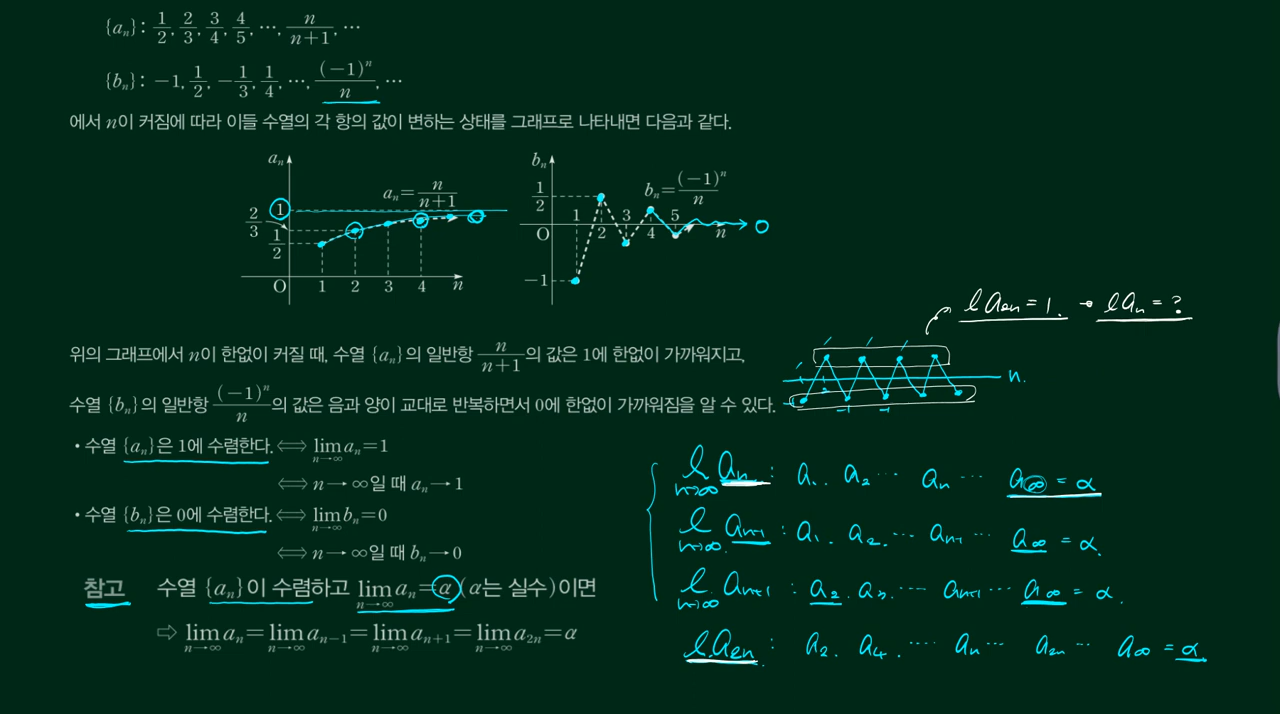 {aₙ}: 1/2, 2/3, 3/4, 4/5, ⋯, n/(n+1), ⋯
{bₙ}: −1, 1/2, −1/3, 1/4, ⋯, (−1)ⁿ/n, ⋯
에서 n이 커짐에 따라 이들 수열의 각 항의 값이 변하는 상태를 그래프로 나타내면 다음과 같다.
aₙ
aₙ=n/(n+1)
1
2/3
1/2
O 1 2 3 4 n
bₙ
bₙ=(−1)ⁿ/n
1/2
1 3 5
O 2 4 n 0
−1
l a₂ₙ = 1. → l aₙ = ?
n.
-1 -1
위의 그래프에서 n이 한없이 커질 때, 수열 {aₙ}의 일반항 n/(n+1)의 값은 1에 한없이 가까워지고,
수열 {bₙ}의 일반항 (−1)ⁿ/n의 값은 음과 양이 교대로 반복하면서 0에 한없이 가까워짐을 알 수 있다.
• 수열 {aₙ}은 1에 수렴한다. ⟺ lim n→∞ aₙ=1
⟺ n → ∞일 때 aₙ → 1
• 수열 {bₙ}은 0에 수렴한다. ⟺ lim n→∞ bₙ=0
⟺ n → ∞일 때 bₙ → 0
참고 수열 {aₙ}이 수렴하고 lim n→∞ aₙ=α (α는 실수)이면
⇨ lim n→∞ aₙ= lim n→∞ aₙ₋₁= lim n→∞ aₙ₊₁= lim n→∞ a₂ₙ=α
l n→∞ aₙ : a₁. a₂ ⋯ aₙ ⋯ a∞ = α
l n→∞ aₙ₋₁ : a₁. a₂. ⋯ aₙ₋₁ ⋯ a∞ = α.
l n→∞ aₙ₊₁ : a₂. a₃. ⋯ aₙ₊₁ ⋯ a∞ = α.
l a₂ₙ : a₂. a₄. ⋯ aₙ ⋯ a₂ₙ ⋯ a∞ = α.